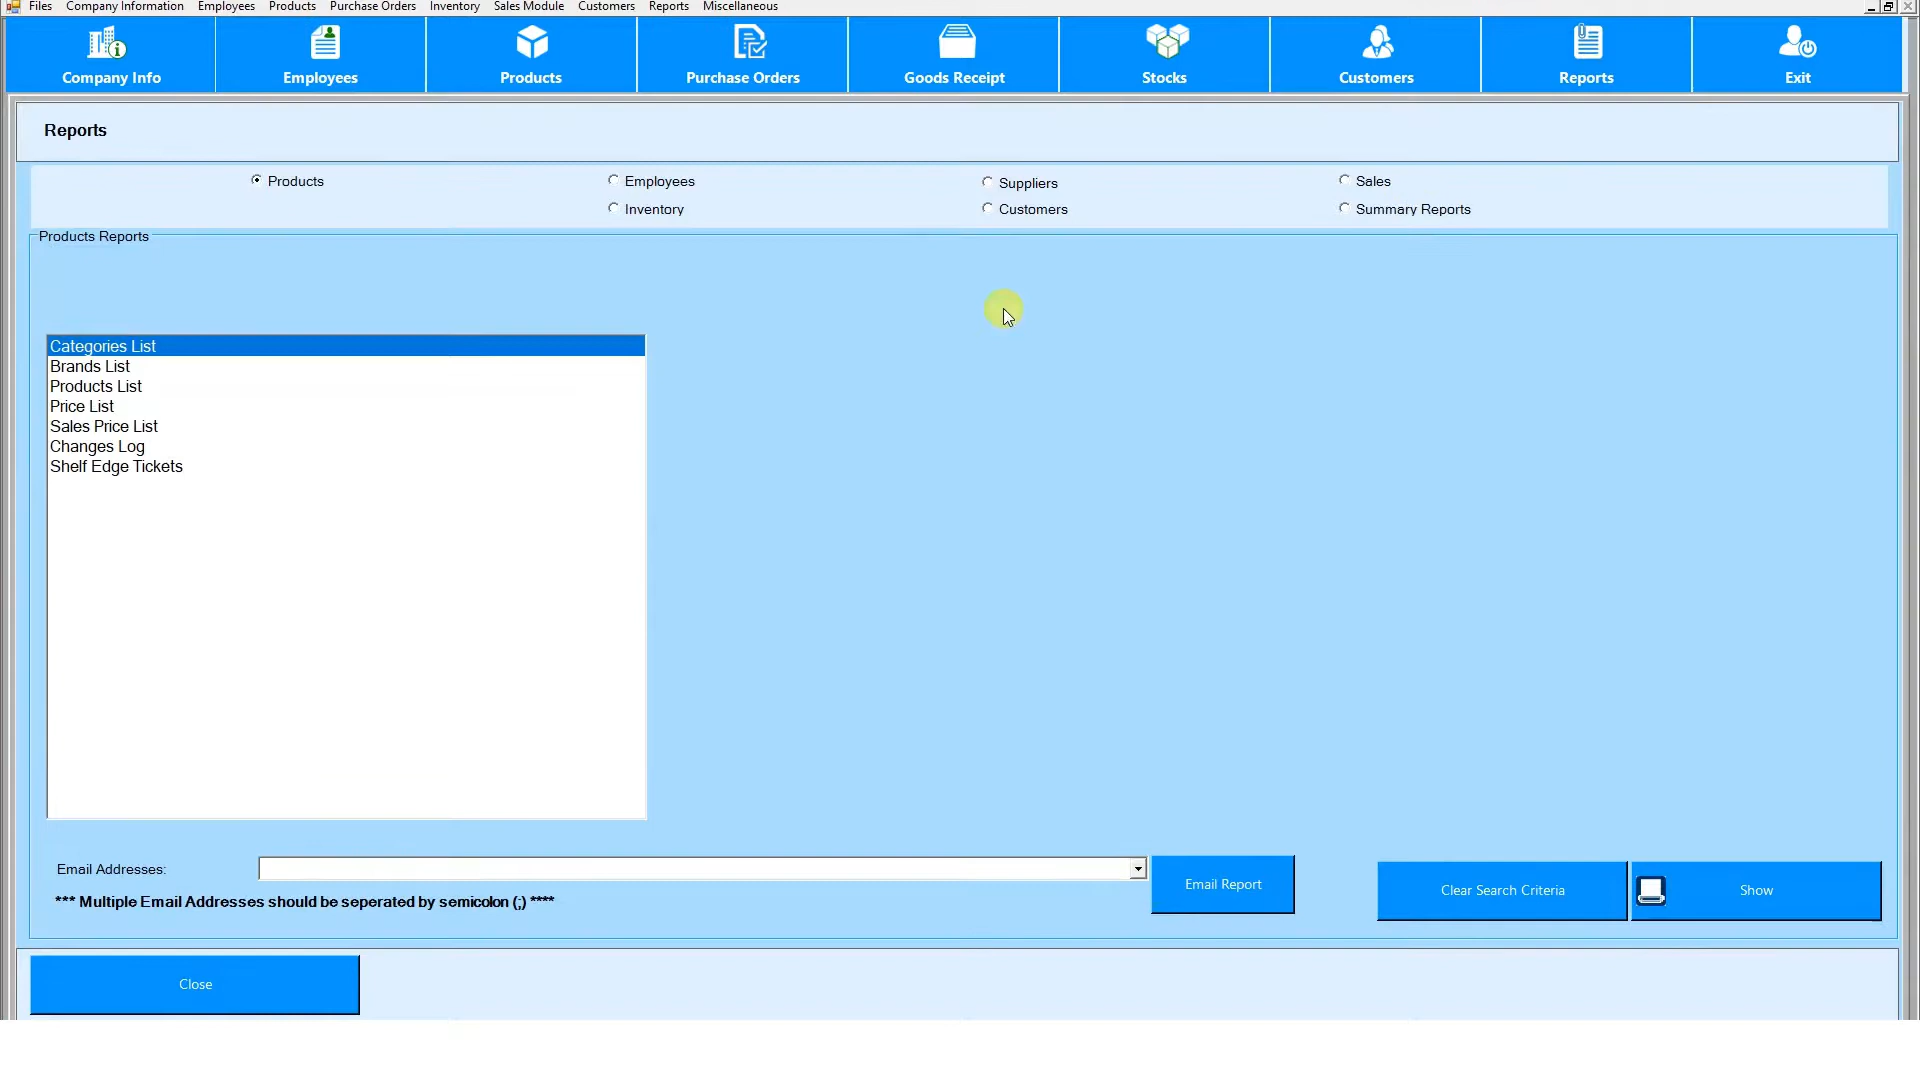 Files Company Information Employees Products Purchase Orders Inventory Sales Module Customers Reports Miscellaneous
Company Info Employees Products Purchase Orders Goods Receipt Stocks Customers Reports Exit
Reports
Products Employees Suppliers Sales
Inventory Customers Summary Reports
Products Reports
Categories List
Brands List
Products List
Price List
Sales Price List
Changes Log
Shelf Edge Tickets
Email Addresses:
Email Report
Clear Search Criteria
Show
*** Multiple Email Addresses should be seperated by semicolon (;) ****
Close